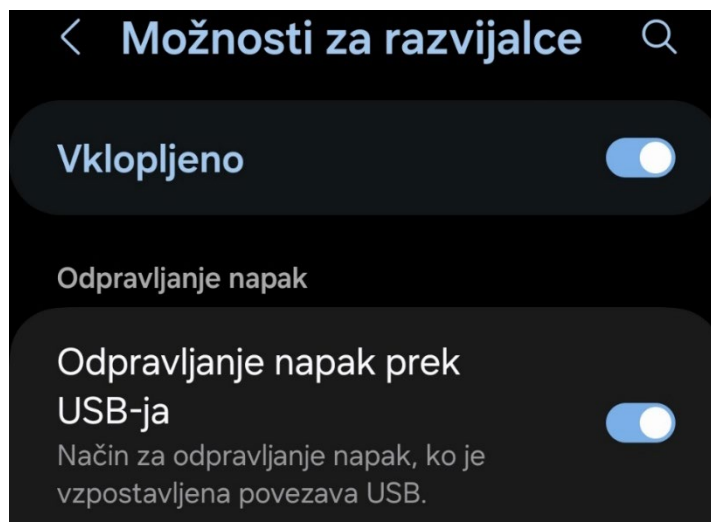 Možnosti za razvijalce
Vklopljeno
Odpravljanje napak
Odpravljanje napak prek
USB-ja
Način za odpravljanje napak, ko je
vzpostavljena povezava USB.